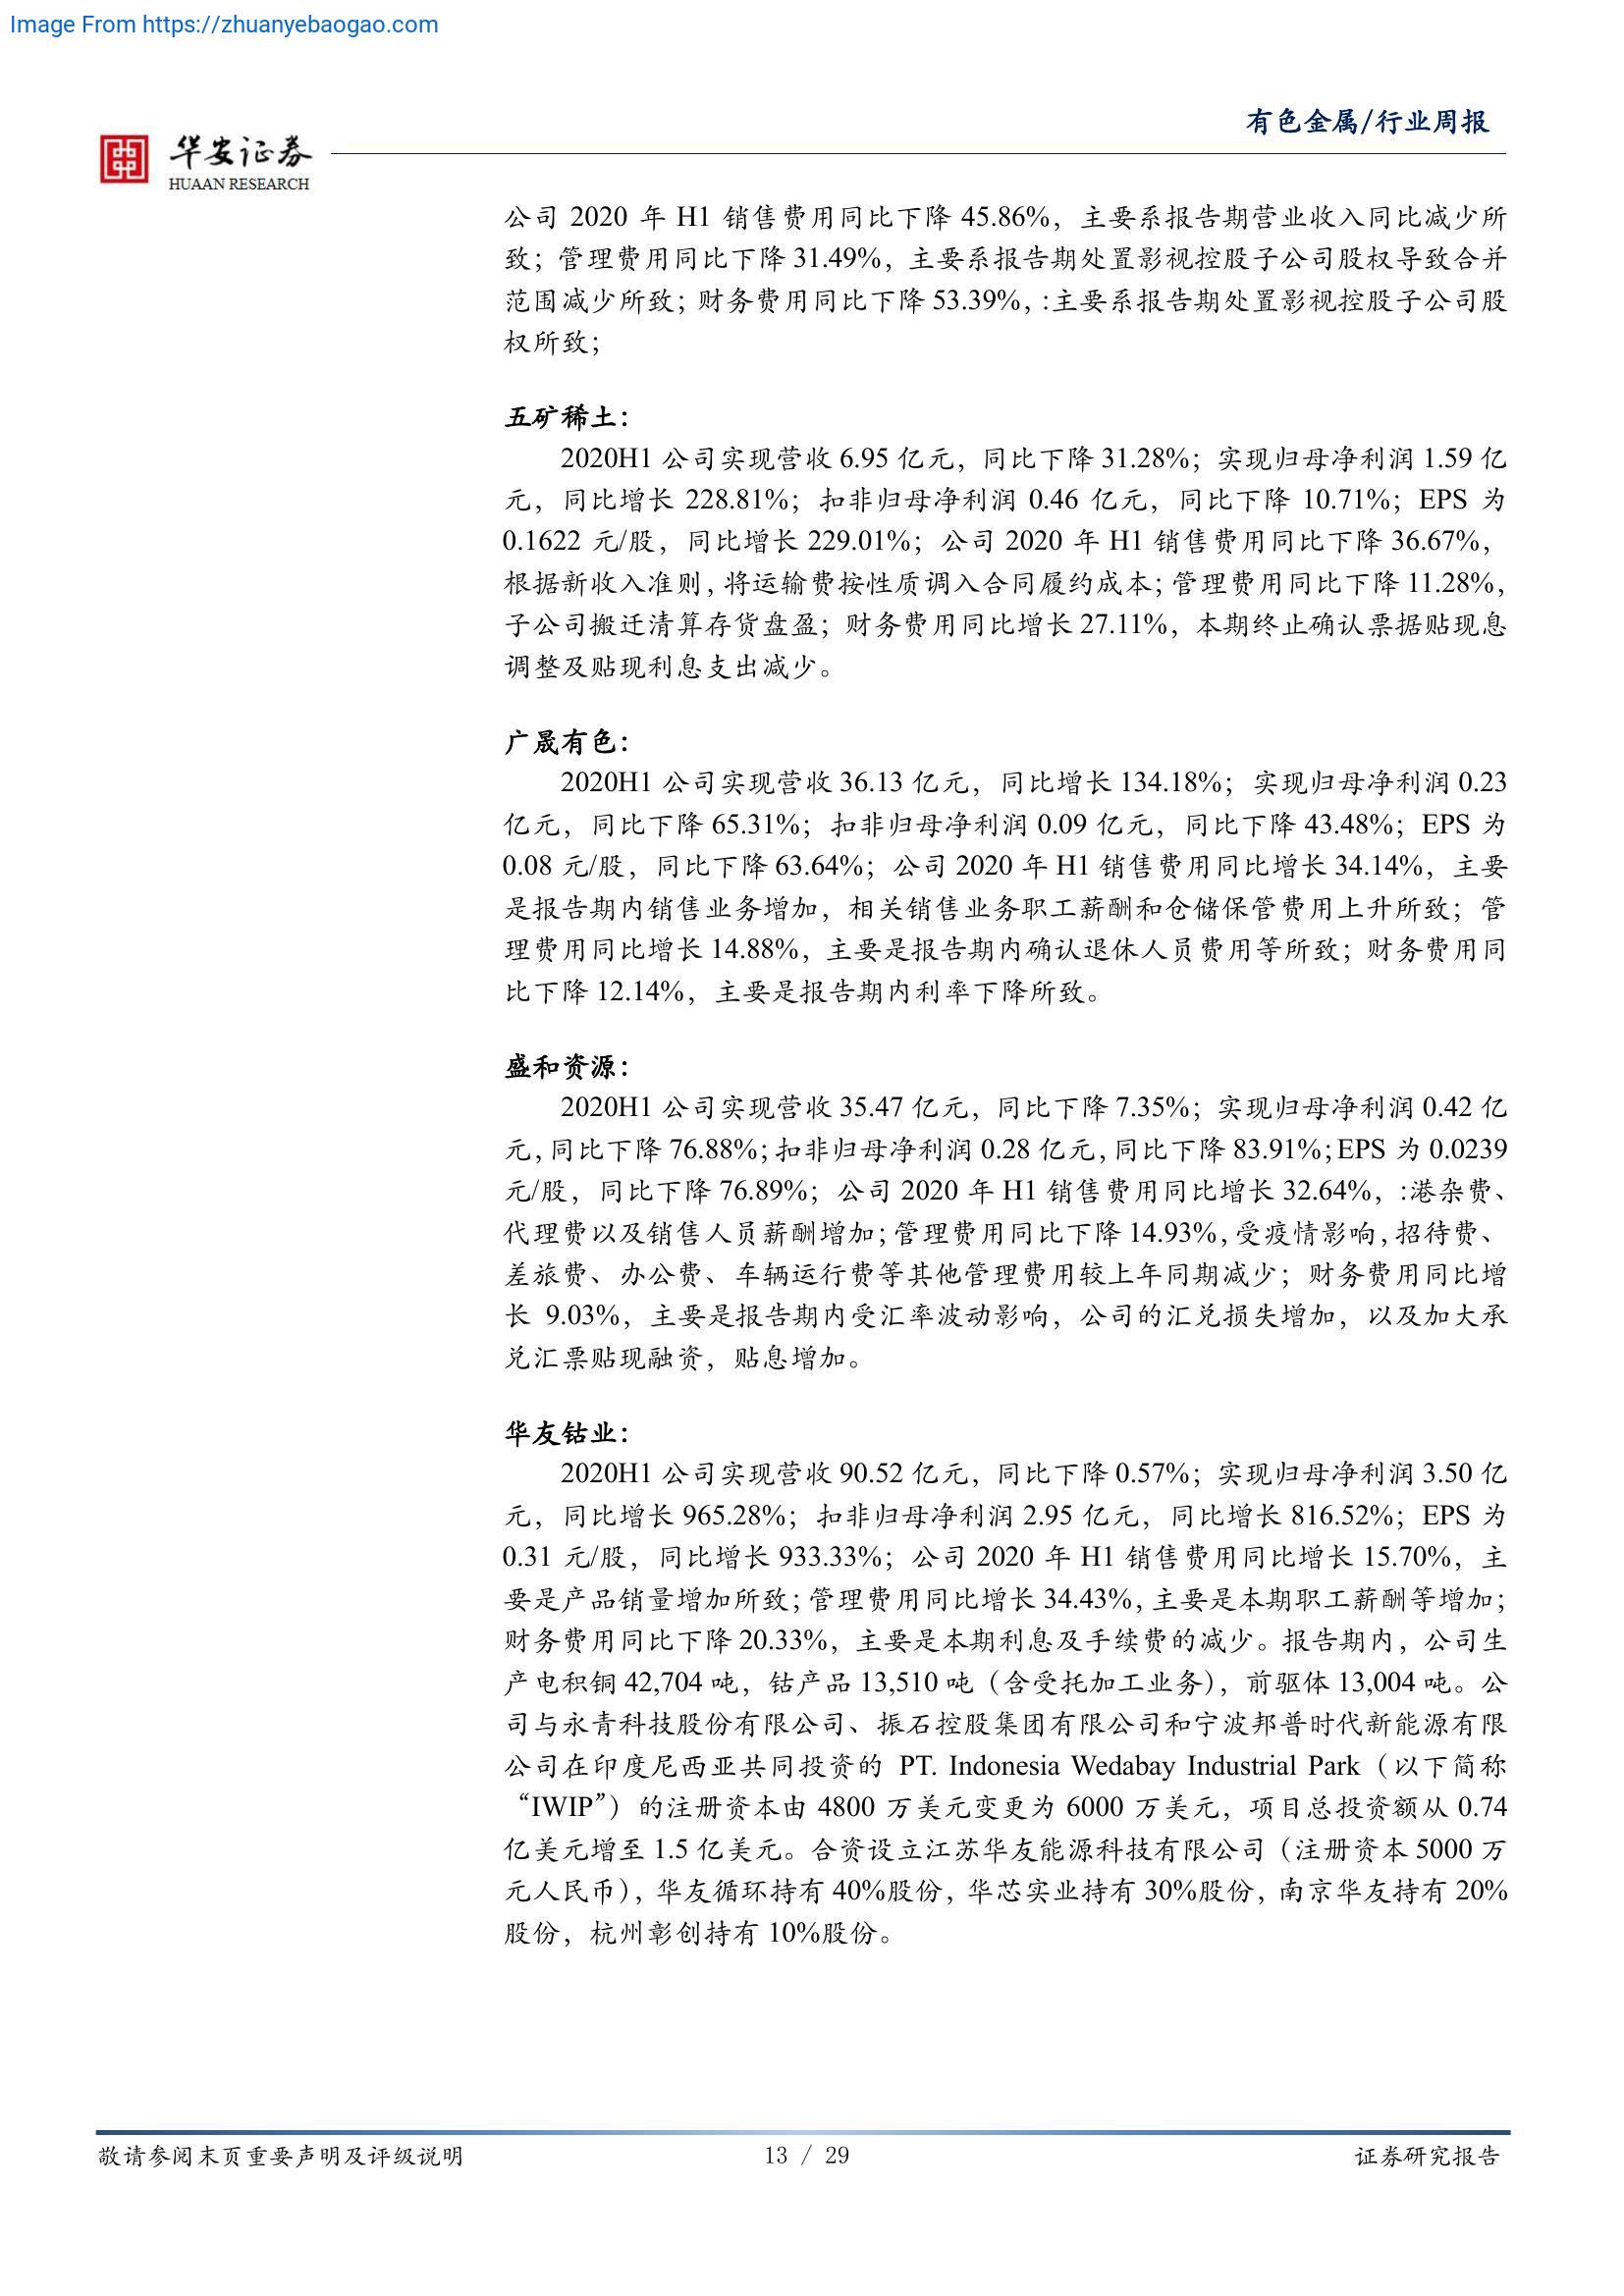 Image From https://zhuanyebaogao.com
有色金属/行业周报
华安证券
HUAAN RESEARCH
公司 2020 年 H1 销售费用同比下降 45.86%，主要系报告期营业收入同比减少所
致；管理费用同比下降 31.49%，主要系报告期处置影视控股子公司股权导致合并
范围减少所致；财务费用同比下降 53.39%，:主要系报告期处置影视控股子公司股
权所致；
五矿稀土：
2020H1 公司实现营收 6.95 亿元，同比下降 31.28%；实现归母净利润 1.59 亿
元，同比增长 228.81%；扣非归母净利润 0.46 亿元，同比下降 10.71%；EPS 为
0.1622 元/股，同比增长 229.01%；公司 2020 年 H1 销售费用同比下降 36.67%，
根据新收入准则，将运输费按性质调入合同履约成本；管理费用同比下降 11.28%，
子公司搬迁清算存货盘盈；财务费用同比增长 27.11%，本期终止确认票据贴现息
调整及贴现利息支出减少。
广晟有色：
2020H1 公司实现营收 36.13 亿元，同比增长 134.18%；实现归母净利润 0.23
亿元，同比下降 65.31%；扣非归母净利润 0.09 亿元，同比下降 43.48%；EPS 为
0.08 元/股，同比下降 63.64%；公司 2020 年 H1 销售费用同比增长 34.14%，主要
是报告期内销售业务增加，相关销售业务职工薪酬和仓储保管费用上升所致；管
理费用同比增长 14.88%，主要是报告期内确认退休人员费用等所致；财务费用同
比下降 12.14%，主要是报告期内利率下降所致。
盛和资源：
2020H1 公司实现营收 35.47 亿元，同比下降 7.35%；实现归母净利润 0.42 亿
元，同比下降 76.88%；扣非归母净利润 0.28 亿元，同比下降 83.91%；EPS 为 0.0239
元/股，同比下降 76.89%；公司 2020 年 H1 销售费用同比增长 32.64%，:港杂费、
代理费以及销售人员薪酬增加；管理费用同比下降 14.93%，受疫情影响，招待费、
差旅费、办公费、车辆运行费等其他管理费用较上年同期减少；财务费用同比增
长 9.03%，主要是报告期内受汇率波动影响，公司的汇兑损失增加，以及加大承
兑汇票贴现融资，贴息增加。
华友钴业：
2020H1 公司实现营收 90.52 亿元，同比下降 0.57%；实现归母净利润 3.50 亿
元，同比增长 965.28%；扣非归母净利润 2.95 亿元，同比增长 816.52%；EPS 为
0.31 元/股，同比增长 933.33%；公司 2020 年 H1 销售费用同比增长 15.70%，主
要是产品销量增加所致；管理费用同比增长 34.43%，主要是本期职工薪酬等增加；
财务费用同比下降 20.33%，主要是本期利息及手续费的减少。报告期内，公司生
产电积铜 42,704 吨，钴产品 13,510 吨（含受托加工业务），前驱体 13,004 吨。公
司与永青科技股份有限公司、振石控股集团有限公司和宁波邦普时代新能源有限
公司在印度尼西亚共同投资的 PT. Indonesia Wedabay Industrial Park（以下简称
“IWIP”）的注册资本由 4800 万美元变更为 6000 万美元，项目总投资额从 0.74
亿美元增至 1.5 亿美元。合资设立江苏华友能源科技有限公司（注册资本 5000 万
元人民币），华友循环持有 40%股份，华芯实业持有 30%股份，南京华友持有 20%
股份，杭州彰创持有 10%股份。
敬请参阅末页重要声明及评级说明
13 / 29
证券研究报告